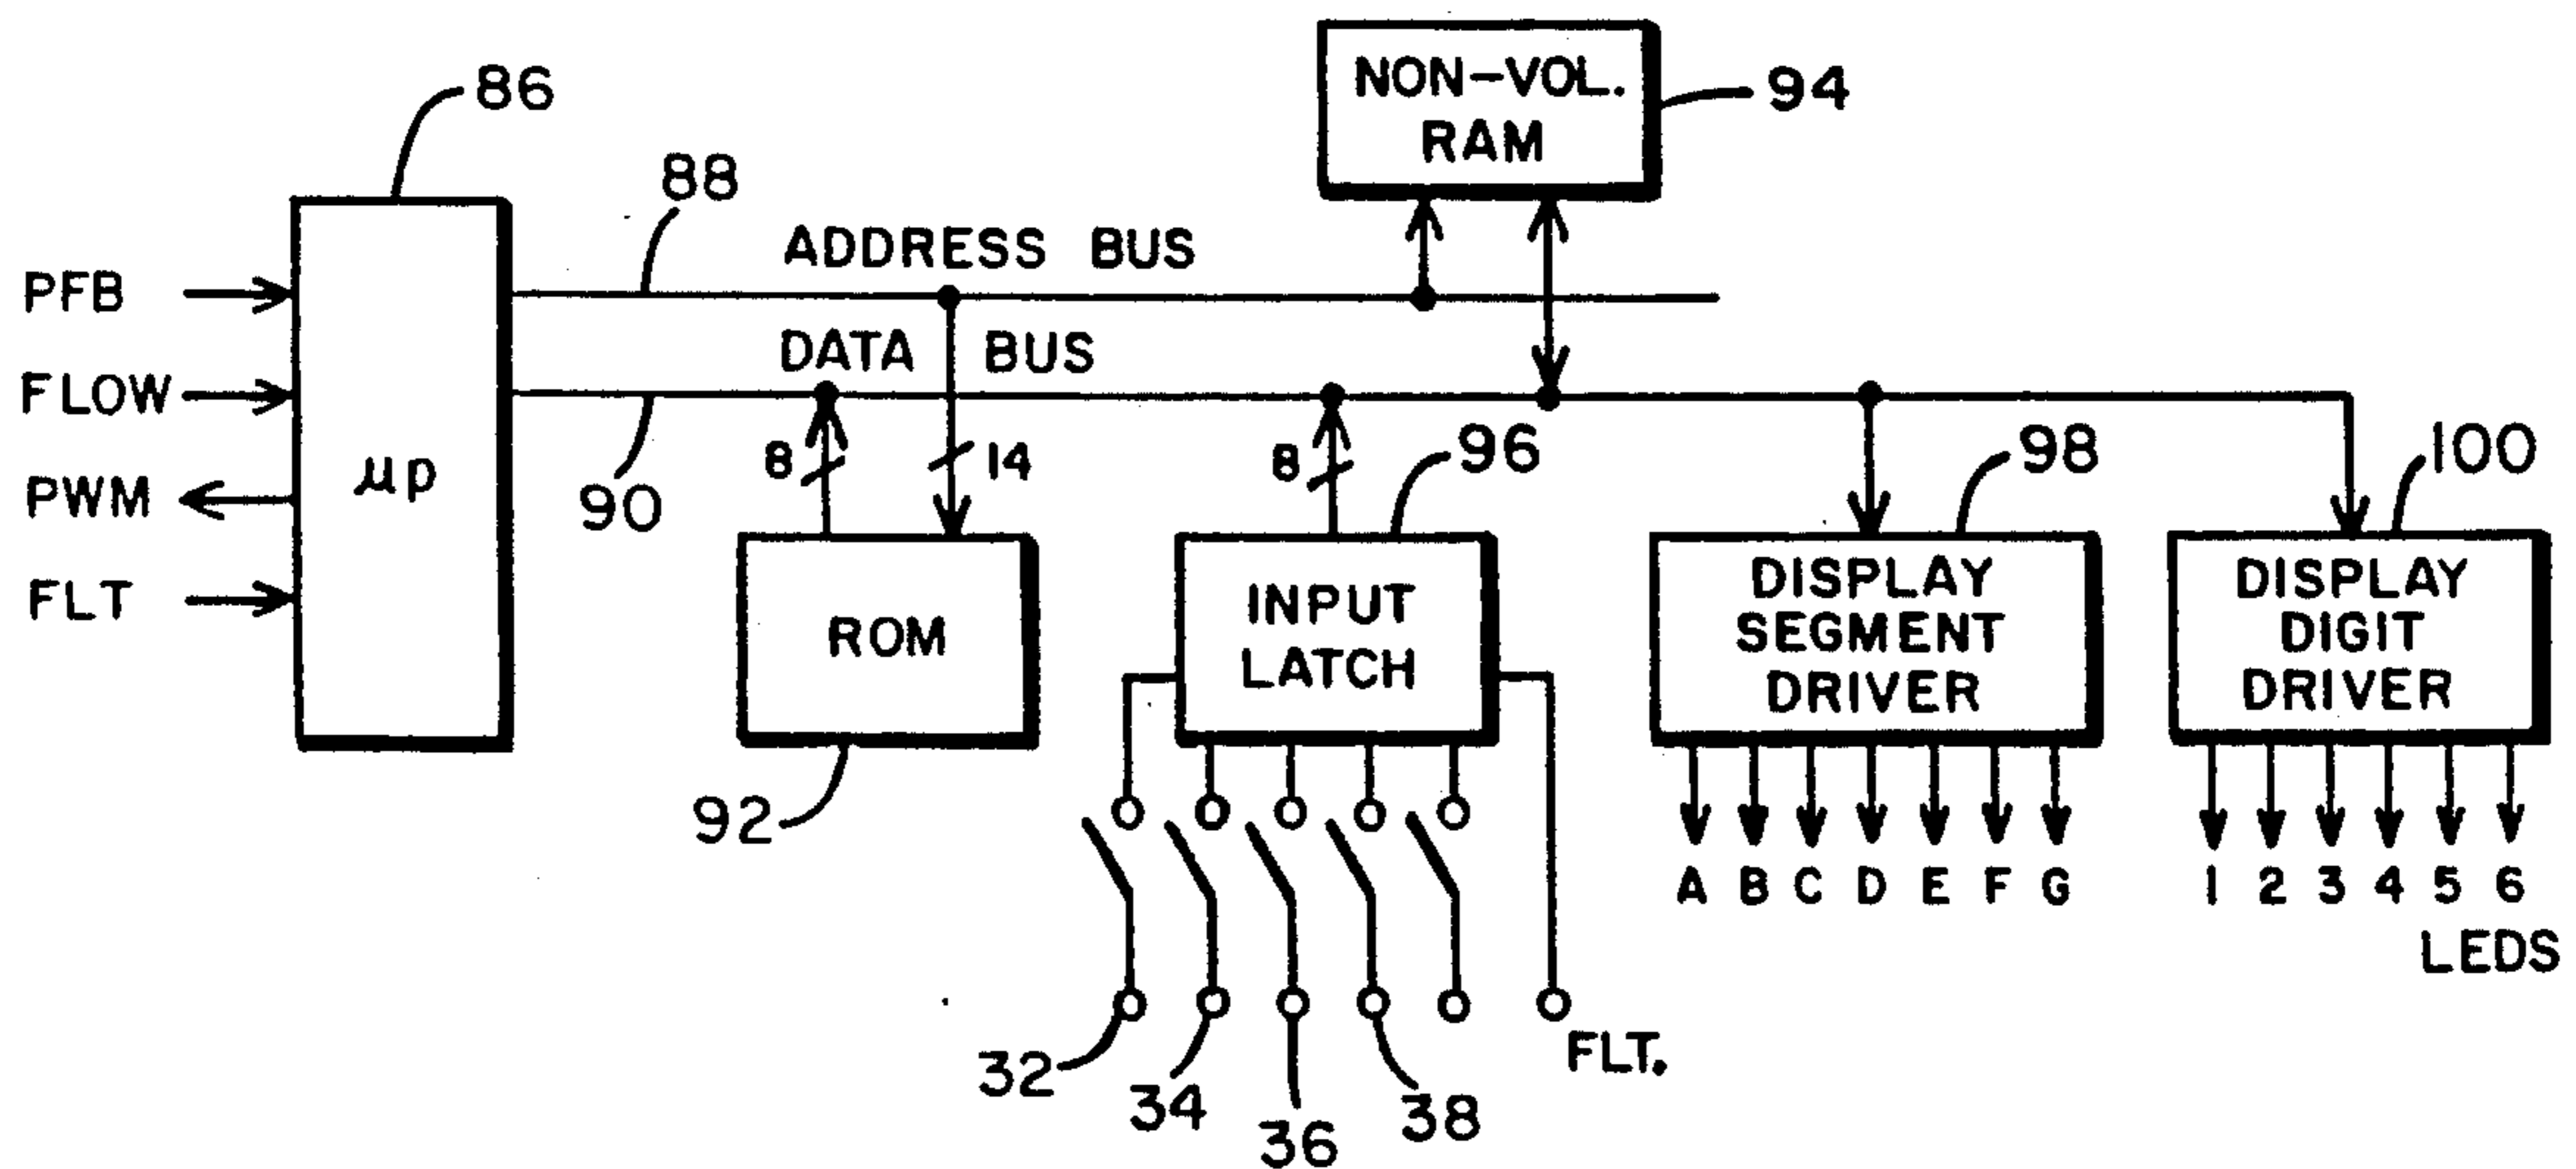 NON-VOL.
RAM
94
86
88
ADDRESS BUS
PFB
DATA BUS
FLOW
90
8
14
8
96
98
100
PWM
μp
FLT
ROM
92
INPUT
LATCH
DISPLAY
SEGMENT
DRIVER
DISPLAY
DIGIT
DRIVER
A B C D E F G
1 2 3 4 5 6
LEDS
32
34
36
38
FLT.